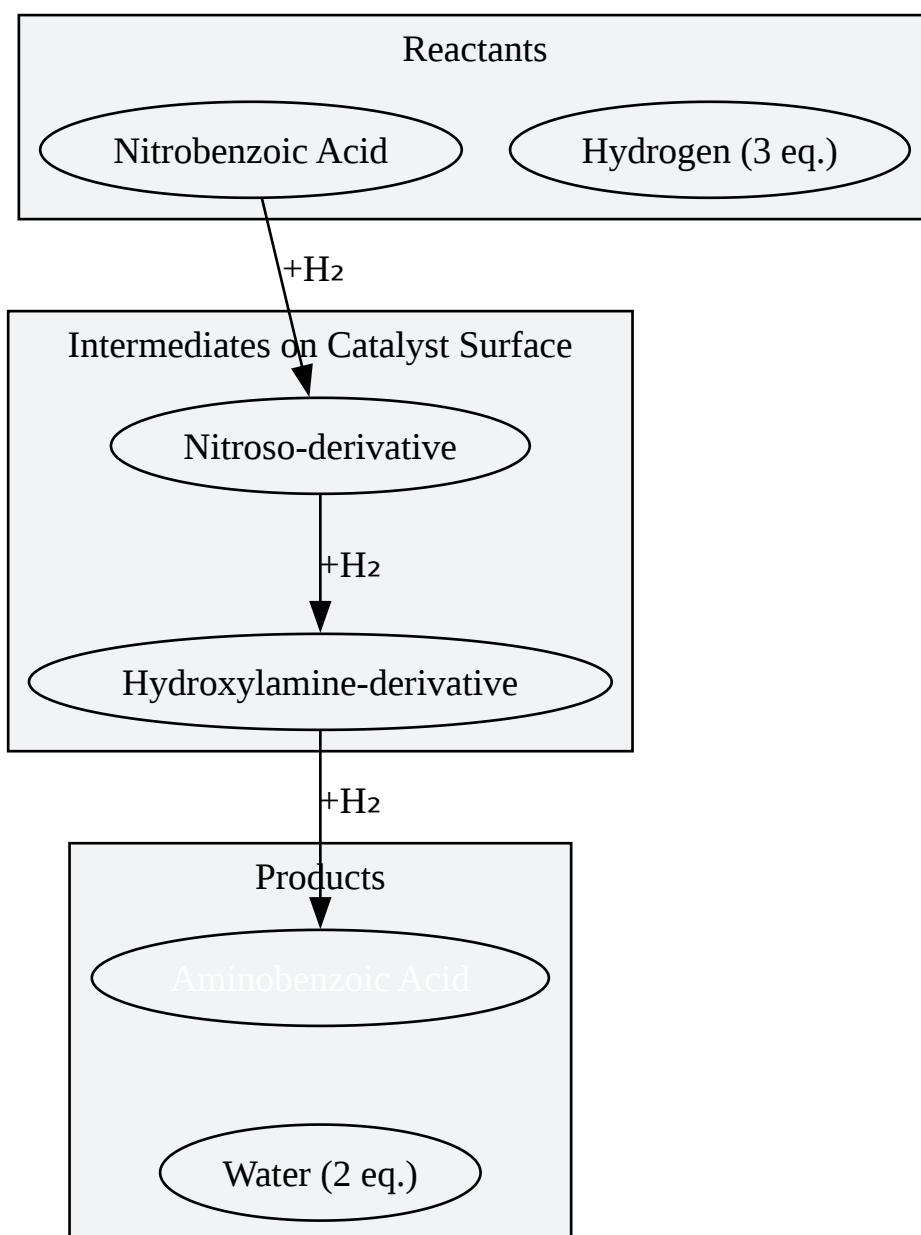 Reactants
Nitrobenzoic Acid
Hydrogen (3 eq.)
+H₂
Intermediates on Catalyst Surface
Nitroso-derivative
+H₂
Hydroxylamine-derivative
+H₂
Products
Aminobenzoic Acid
Water (2 eq.)